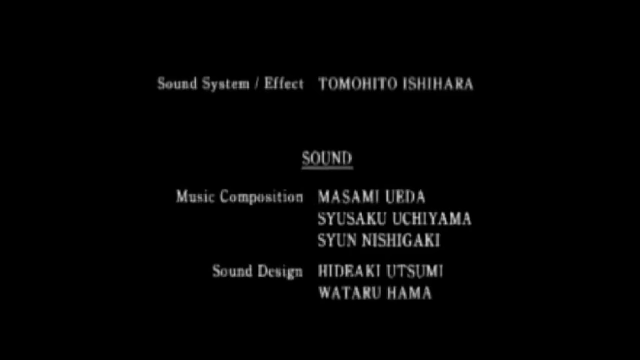 Sound System / Effect TOMOHITO ISHIHARA
SOUND
Music Composition MASAMI UEDA
SYUSAKU UCHIYAMA
SYUN NISHIGAKI
Sound Design HIDEAKI UTSUMI
WATARU HAMA